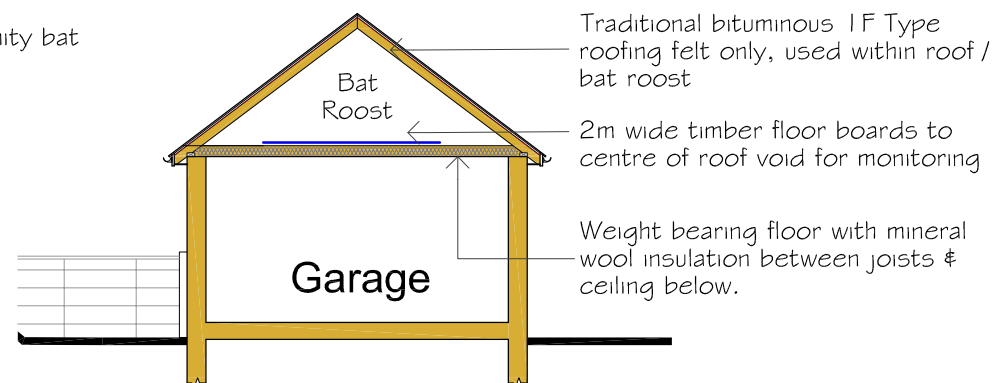 bat
Traditional bituminous 1F Type
roofing felt only, used within roof /
bat roost
Bat
Roost
2m wide timber floor boards to
centre of roof void for monitoring
Weight bearing floor with mineral
wool insulation between joists &
ceiling below.
Garage